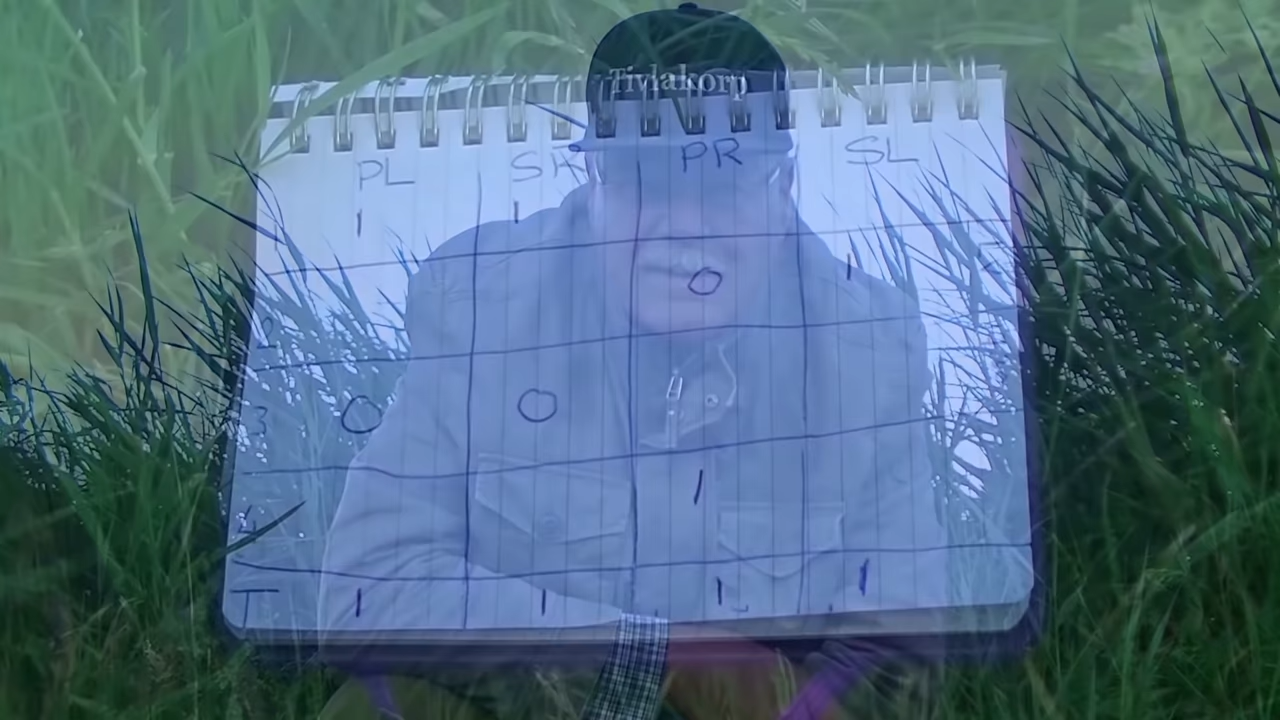 Tivlakorp
PL SK PR SL
1 1
0 1
2
3 0 0
4 1
T 1 1 1 1